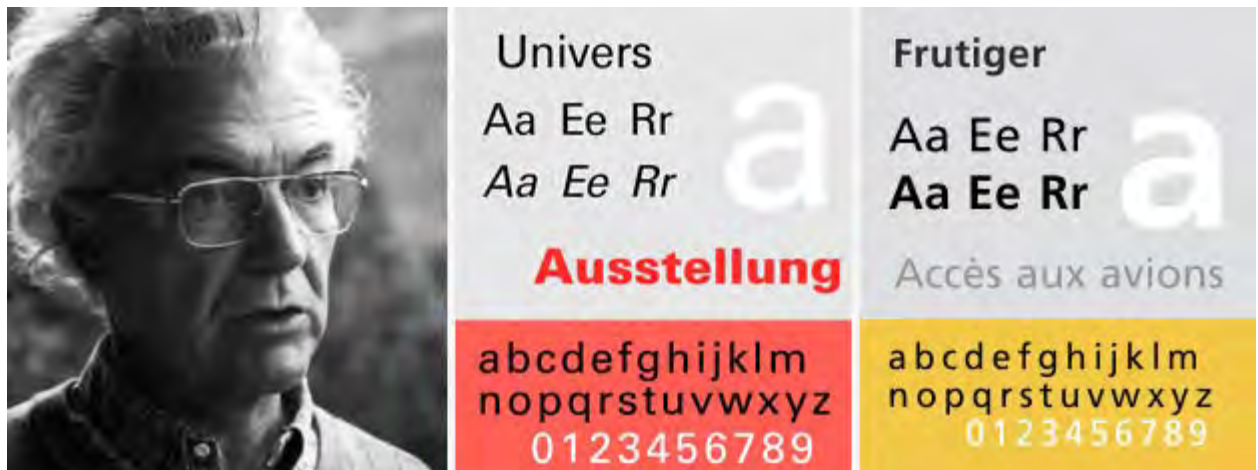 Univers
Aa Ee Rr
Aa Ee Rr
a
Ausstellung
abcdefghijklm
nopqrstuvwxyz
0123456789
Frutiger
Aa Ee Rr
Aa Ee Rr
a
Accès aux avions
abcdefghijklm
nopqrstuvwxyz
0123456789